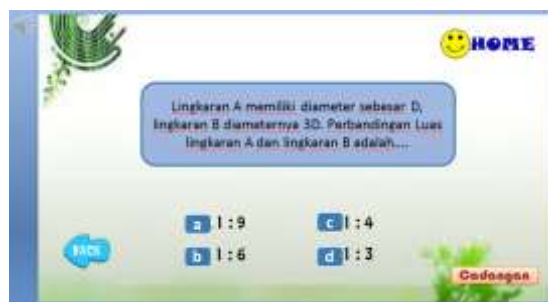 HOME
Lingkaran A memiliki diameter sebesar D,
lingkaran B diameternya 3D. Perbandingan Luas
lingkaran A dan lingkaran B adalah....
a 1 : 9
c 1 : 4
b 1 : 6
d 1 : 3
BACK
Cadangan